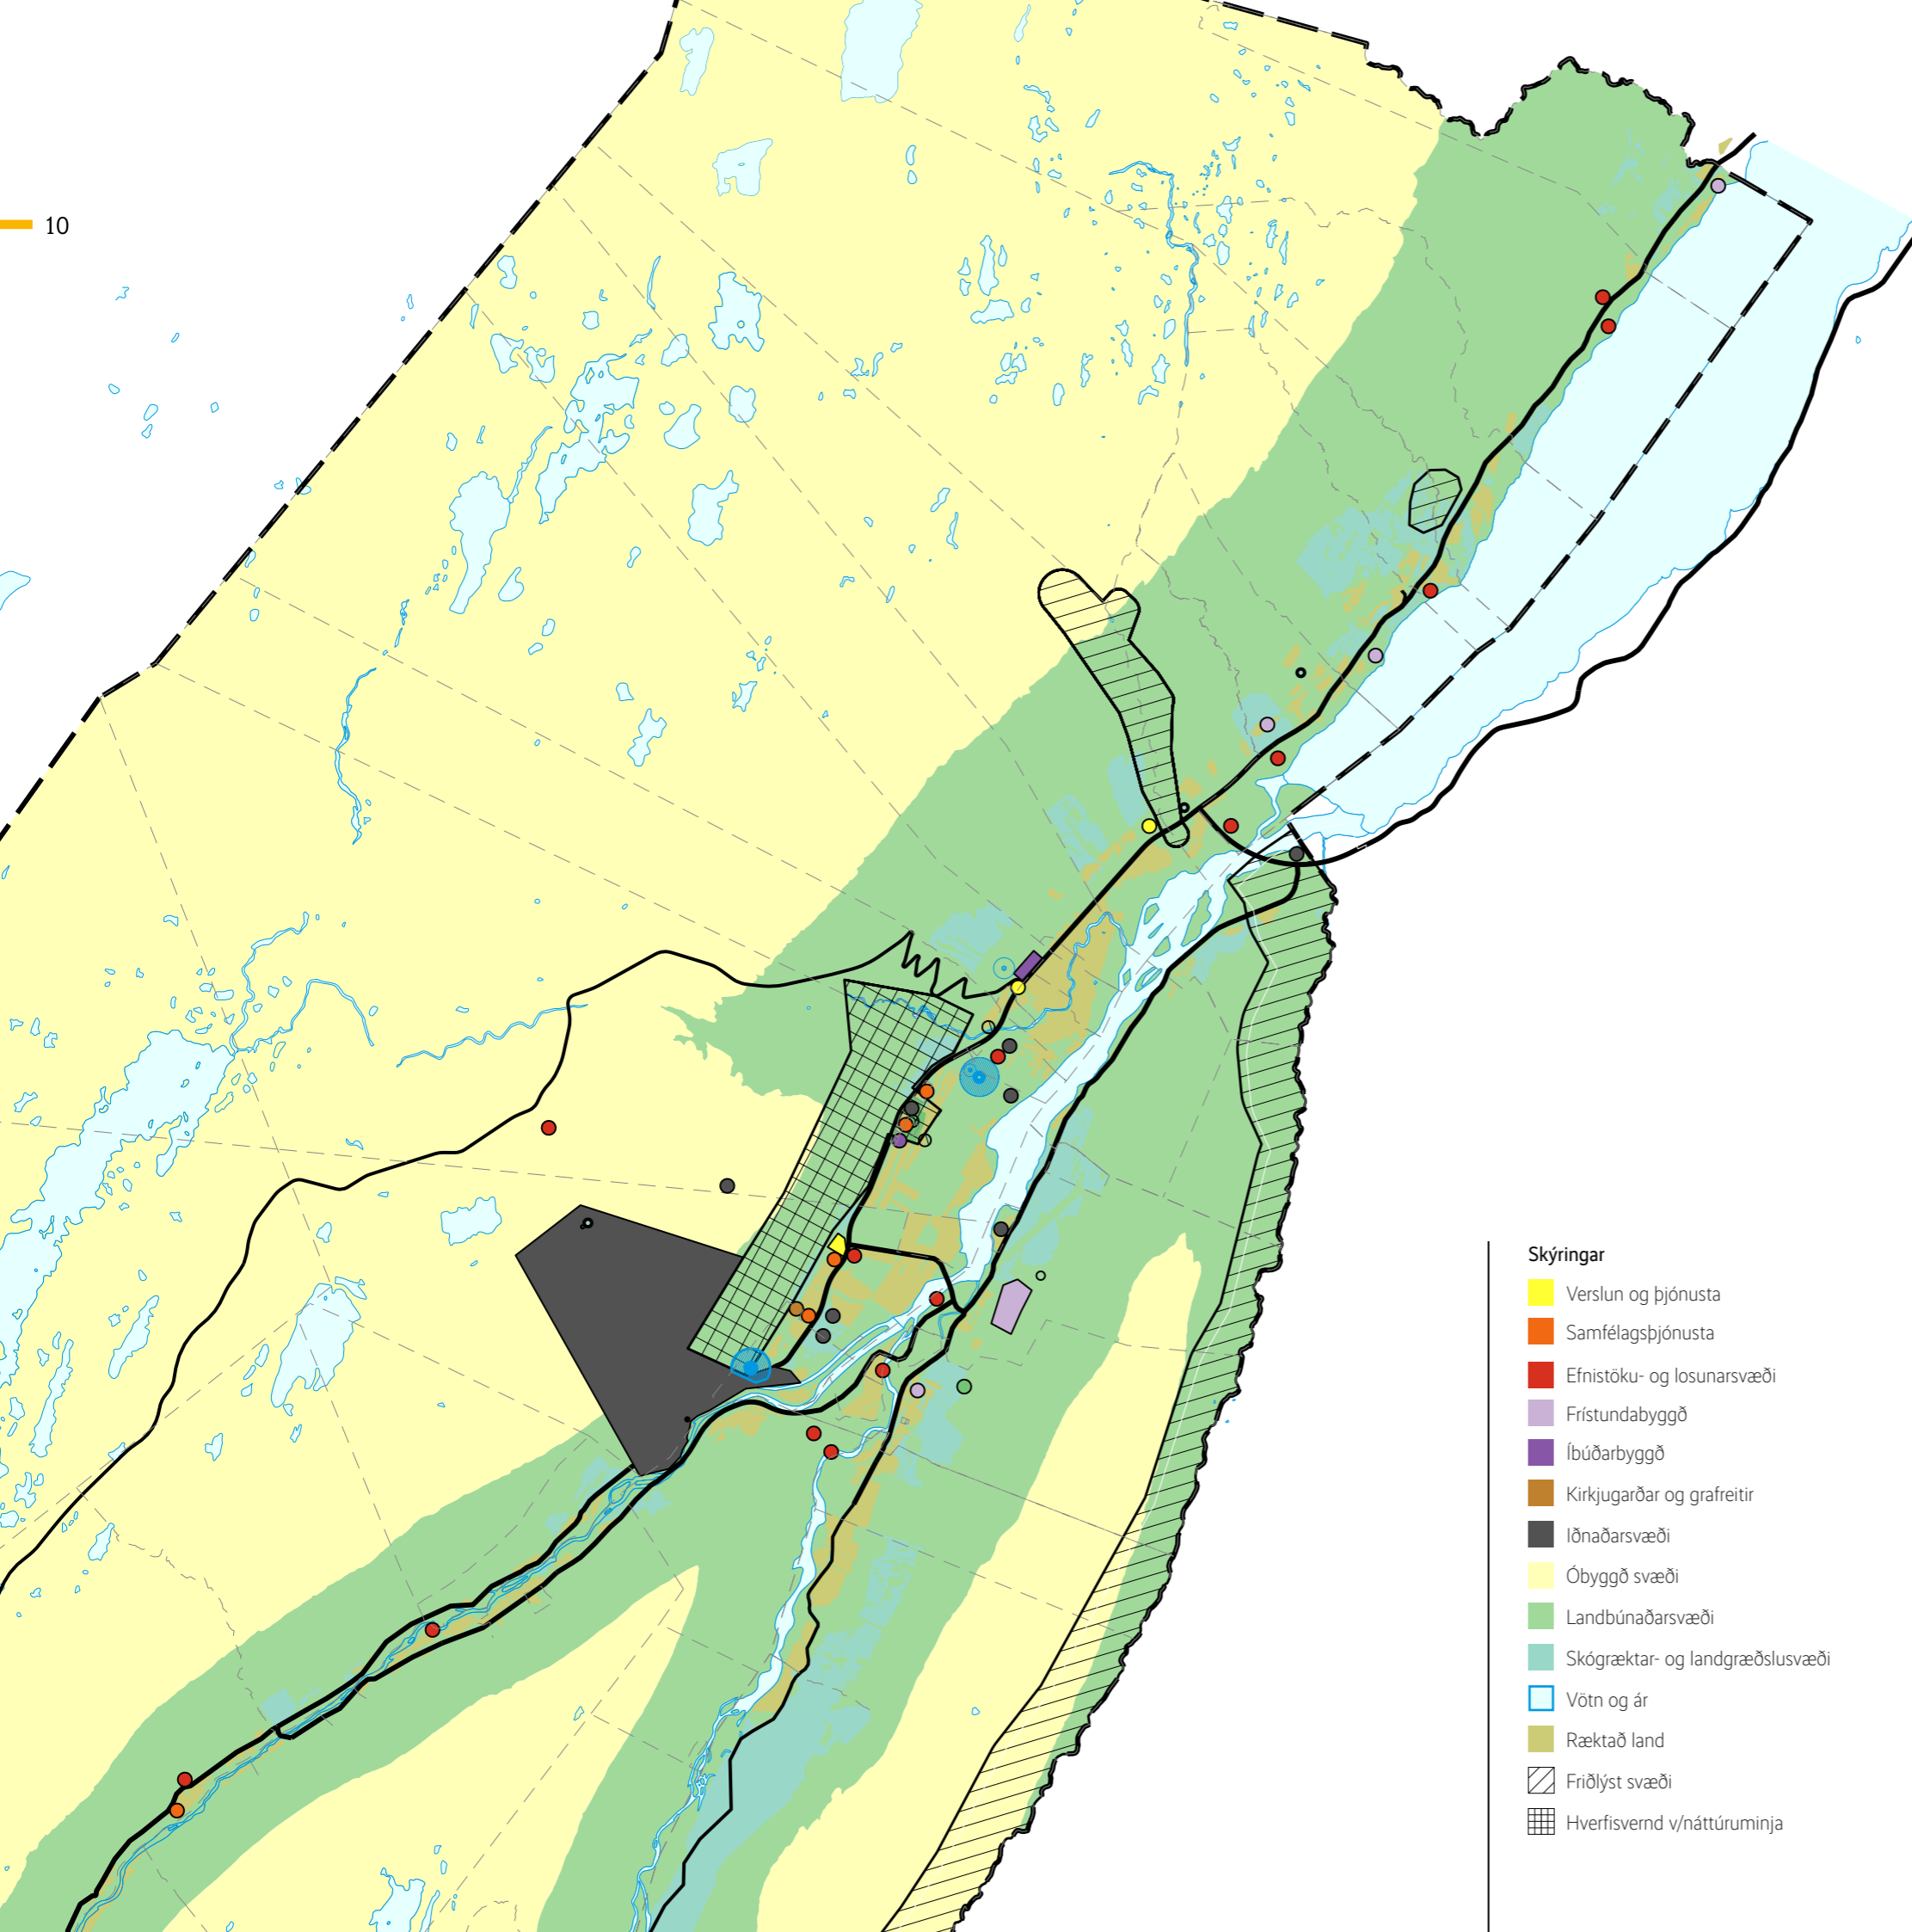 10
Skýringar
Verslun og þjónusta
Samfélagsþjónusta
Efnistöku- og losunarsvæði
Frístundabyggð
Íbúðarbyggð
Kirkjugarðar og grafreitir
Iðnaðarsvæði
Óbyggð svæði
Landbúnaðarsvæði
Skógræktar- og landgræðslusvæði
Vötn og ár
Ræktað land
Friðlýst svæði
Hverfisvernd v/náttúruminja